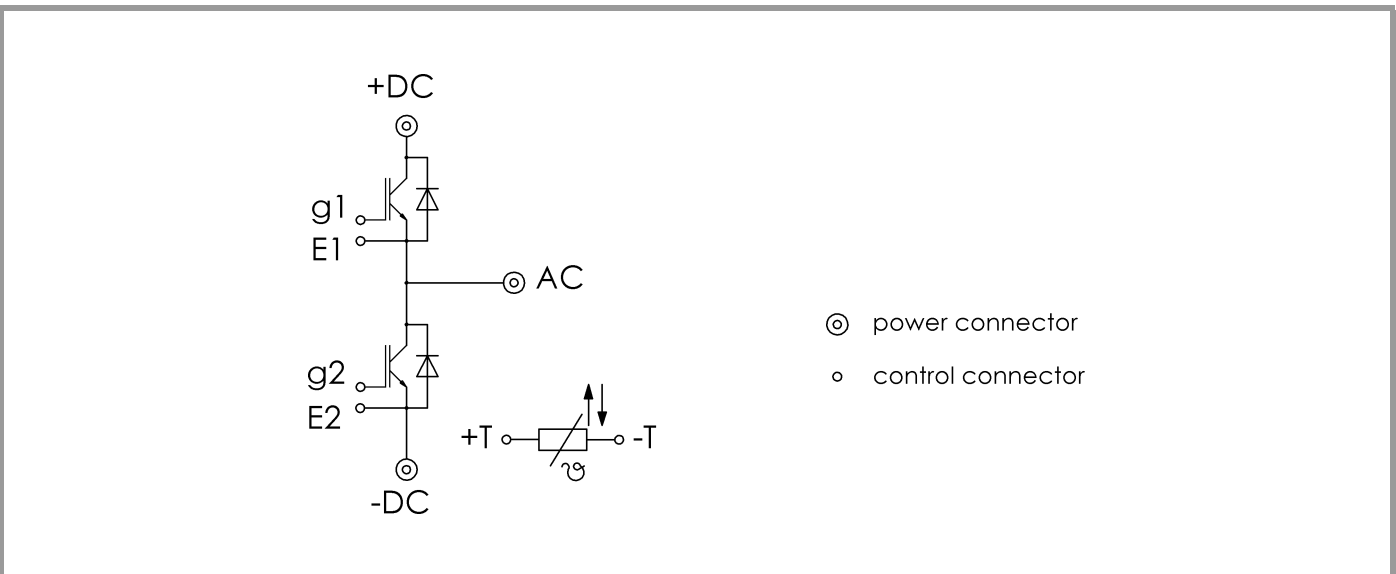 +DC
g1
E1
AC
power connector
g2
control connector
E2
+T
-T
ϑ
-DC